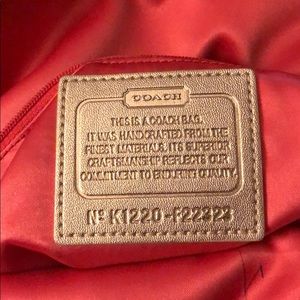 COACH
THIS IS A COACH BAG.
IT WAS HANDCRAFTED FROM THE
FINEST MATERIALS. ITS SUPERIOR
CRAFTSMANSHIP REFLECTS OUR
COMMITMENT TO ENDURING QUALITY.
Nº K1220-F22323